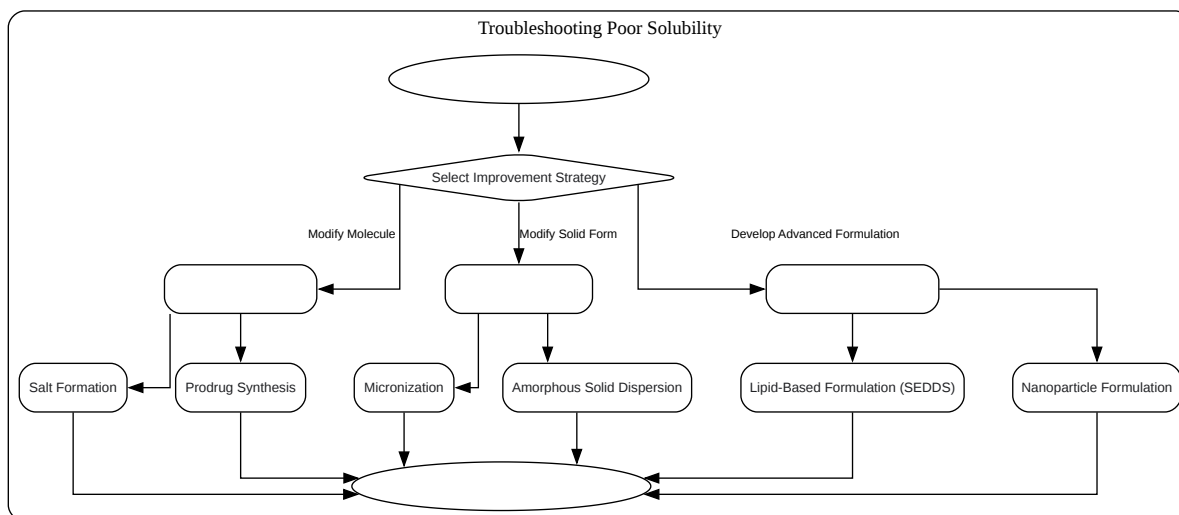 Troubleshooting Poor Solubility
Select Improvement Strategy
Modify Molecule
Modify Solid Form
Develop Advanced Formulation
Salt Formation
Prodrug Synthesis
Micronization
Amorphous Solid Dispersion
Lipid-Based Formulation (SEDDS)
Nanoparticle Formulation